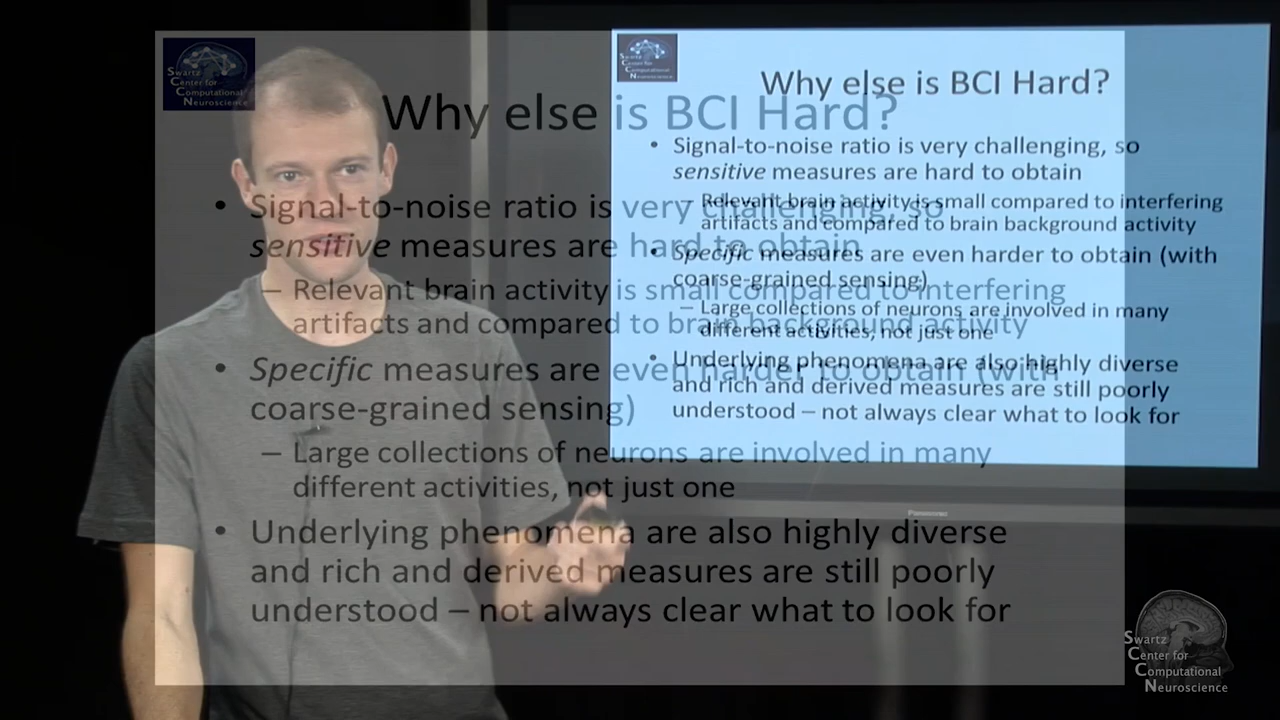 Swartz
Center for
Computational
Neuroscience
Why else is BCI Hard?
• Signal-to-noise ratio is very challenging, so
sensitive measures are hard to obtain
– Relevant brain activity is small compared to interfering
artifacts and compared to brain background activity
• Specific measures are even harder to obtain (with
coarse-grained sensing)
– Large collections of neurons are involved in many
different activities, not just one
• Underlying phenomena are also highly diverse
and rich and derived measures are still poorly
understood – not always clear what to look for
Swartz
Center for
Computational
Neuroscience
Why else is BCI Hard?
• Signal-to-noise ratio is very challenging, so
sensitive measures are hard to obtain
– Relevant brain activity is small compared to interfering
artifacts and compared to brain background activity
• Specific measures are even harder to obtain (with
coarse-grained sensing)
– Large collections of neurons are involved in many
different activities, not just one
• Underlying phenomena are also highly diverse
and rich and derived measures are still poorly
understood – not always clear what to look for
Panasonic
Swartz
Center for
Computational
Neuroscience